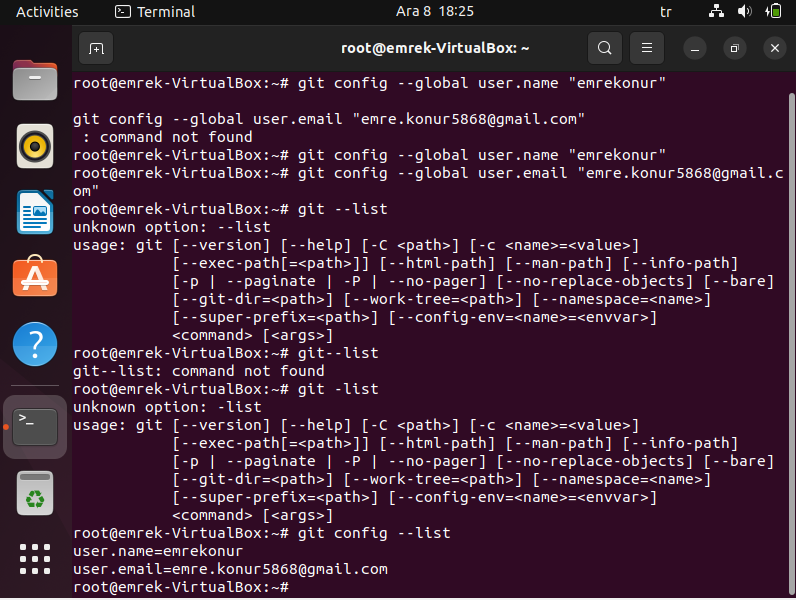 Activities
Terminal
Ara 8 18:25
tr
root@emrek-VirtualBox: ~
root@emrek-VirtualBox:~# git config --global user.name "emrekonur"
git config --global user.email "emre.konur5868@gmail.com"
 : command not found
root@emrek-VirtualBox:~# git config --global user.name "emrekonur"
root@emrek-VirtualBox:~# git config --global user.email "emre.konur5868@gmail.c
om"
root@emrek-VirtualBox:~# git --list
unknown option: --list
usage: git [--version] [--help] [-C <path>] [-c <name>=<value>]
           [--exec-path[=<path>]] [--html-path] [--man-path] [--info-path]
           [-p | --paginate | -P | --no-pager] [--no-replace-objects] [--bare]
           [--git-dir=<path>] [--work-tree=<path>] [--namespace=<name>]
           [--super-prefix=<path>] [--config-env=<name>=<envvar>]
           <command> [<args>]
root@emrek-VirtualBox:~# git--list
git--list: command not found
root@emrek-VirtualBox:~# git -list
unknown option: -list
usage: git [--version] [--help] [-C <path>] [-c <name>=<value>]
           [--exec-path[=<path>]] [--html-path] [--man-path] [--info-path]
           [-p | --paginate | -P | --no-pager] [--no-replace-objects] [--bare]
           [--git-dir=<path>] [--work-tree=<path>] [--namespace=<name>]
           [--super-prefix=<path>] [--config-env=<name>=<envvar>]
           <command> [<args>]
root@emrek-VirtualBox:~# git config --list
user.name=emrekonur
user.email=emre.konur5868@gmail.com
root@emrek-VirtualBox:~#